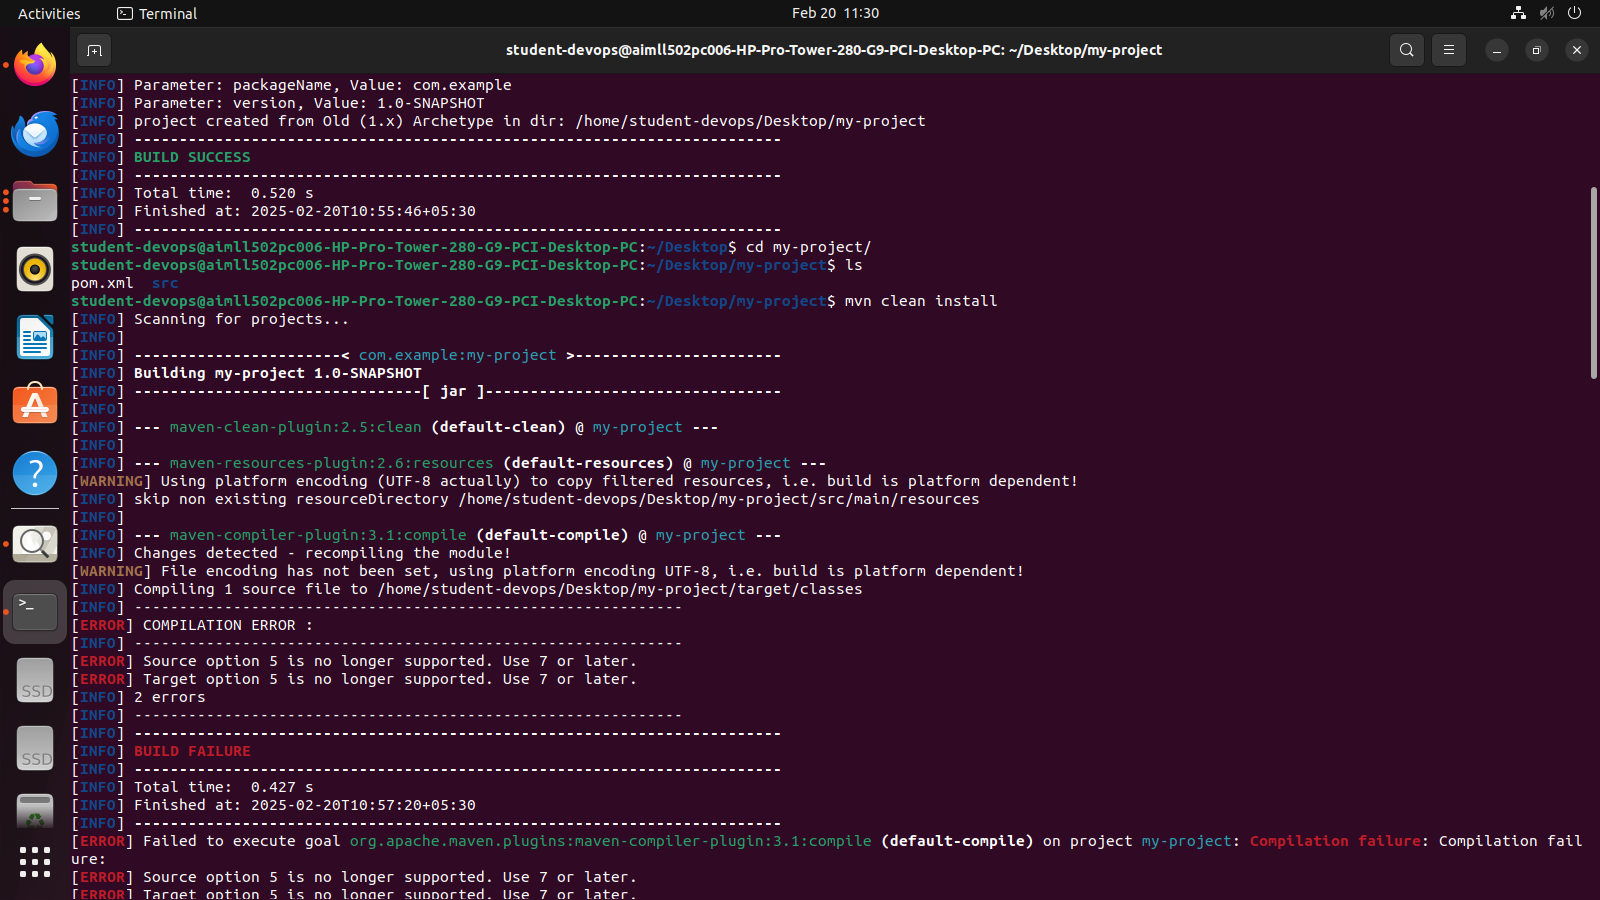 Activities
Terminal
Feb 20 11:30
student-devops@aimll502pc006-HP-Pro-Tower-280-G9-PCI-Desktop-PC: ~/Desktop/my-project
[INFO] Parameter: packageName, Value: com.example
[INFO] Parameter: version, Value: 1.0-SNAPSHOT
[INFO] project created from Old (1.x) Archetype in dir: /home/student-devops/Desktop/my-project
[INFO] ------------------------------------------------------------------------
[INFO] BUILD SUCCESS
[INFO] ------------------------------------------------------------------------
[INFO] Total time:  0.520 s
[INFO] Finished at: 2025-02-20T10:55:46+05:30
[INFO] ------------------------------------------------------------------------
student-devops@aimll502pc006-HP-Pro-Tower-280-G9-PCI-Desktop-PC:~/Desktop$ cd my-project/
student-devops@aimll502pc006-HP-Pro-Tower-280-G9-PCI-Desktop-PC:~/Desktop/my-project$ ls
pom.xml  src
student-devops@aimll502pc006-HP-Pro-Tower-280-G9-PCI-Desktop-PC:~/Desktop/my-project$ mvn clean install
[INFO] Scanning for projects...
[INFO]
[INFO] -----------------------< com.example:my-project >-----------------------
[INFO] Building my-project 1.0-SNAPSHOT
[INFO] --------------------------------[ jar ]---------------------------------
[INFO]
[INFO] --- maven-clean-plugin:2.5:clean (default-clean) @ my-project ---
[INFO]
[INFO] --- maven-resources-plugin:2.6:resources (default-resources) @ my-project ---
[WARNING] Using platform encoding (UTF-8 actually) to copy filtered resources, i.e. build is platform dependent!
[INFO] skip non existing resourceDirectory /home/student-devops/Desktop/my-project/src/main/resources
[INFO]
[INFO] --- maven-compiler-plugin:3.1:compile (default-compile) @ my-project ---
[INFO] Changes detected - recompiling the module!
[WARNING] File encoding has not been set, using platform encoding UTF-8, i.e. build is platform dependent!
[INFO] Compiling 1 source file to /home/student-devops/Desktop/my-project/target/classes
[INFO] -------------------------------------------------------------
[ERROR] COMPILATION ERROR :
[INFO] -------------------------------------------------------------
[ERROR] Source option 5 is no longer supported. Use 7 or later.
[ERROR] Target option 5 is no longer supported. Use 7 or later.
[INFO] 2 errors
[INFO] -------------------------------------------------------------
[INFO] ------------------------------------------------------------------------
[INFO] BUILD FAILURE
[INFO] ------------------------------------------------------------------------
[INFO] Total time:  0.427 s
[INFO] Finished at: 2025-02-20T10:57:20+05:30
[INFO] ------------------------------------------------------------------------
[ERROR] Failed to execute goal org.apache.maven.plugins:maven-compiler-plugin:3.1:compile (default-compile) on project my-project: Compilation failure: Compilation fail
ure:
[ERROR] Source option 5 is no longer supported. Use 7 or later.
[ERROR] Target option 5 is no longer supported. Use 7 or later.
SSD
SSD